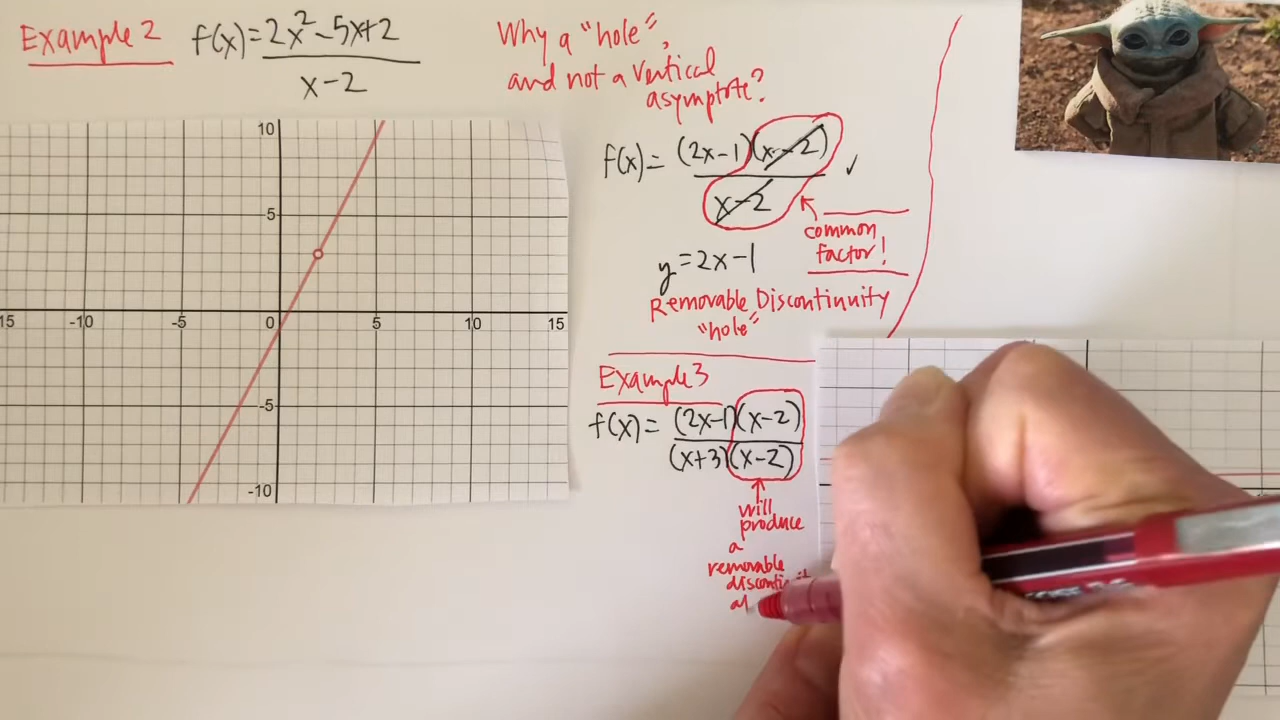 Example 2
f(x)=2x²-5x+2
x-2
Why a "hole",
and not a vertical
asymptote?
f(x)=(2x-1)(x-2)
x-2
✓
common
factor!
y=2x-1
Removable Discontinuity
"hole"
10
5
15
-10
-5
0
5
10
15
-5
-10
Example 3
f(x)=(2x-1)(x-2)
(x+3)(x-2)
will
produce
a
removable